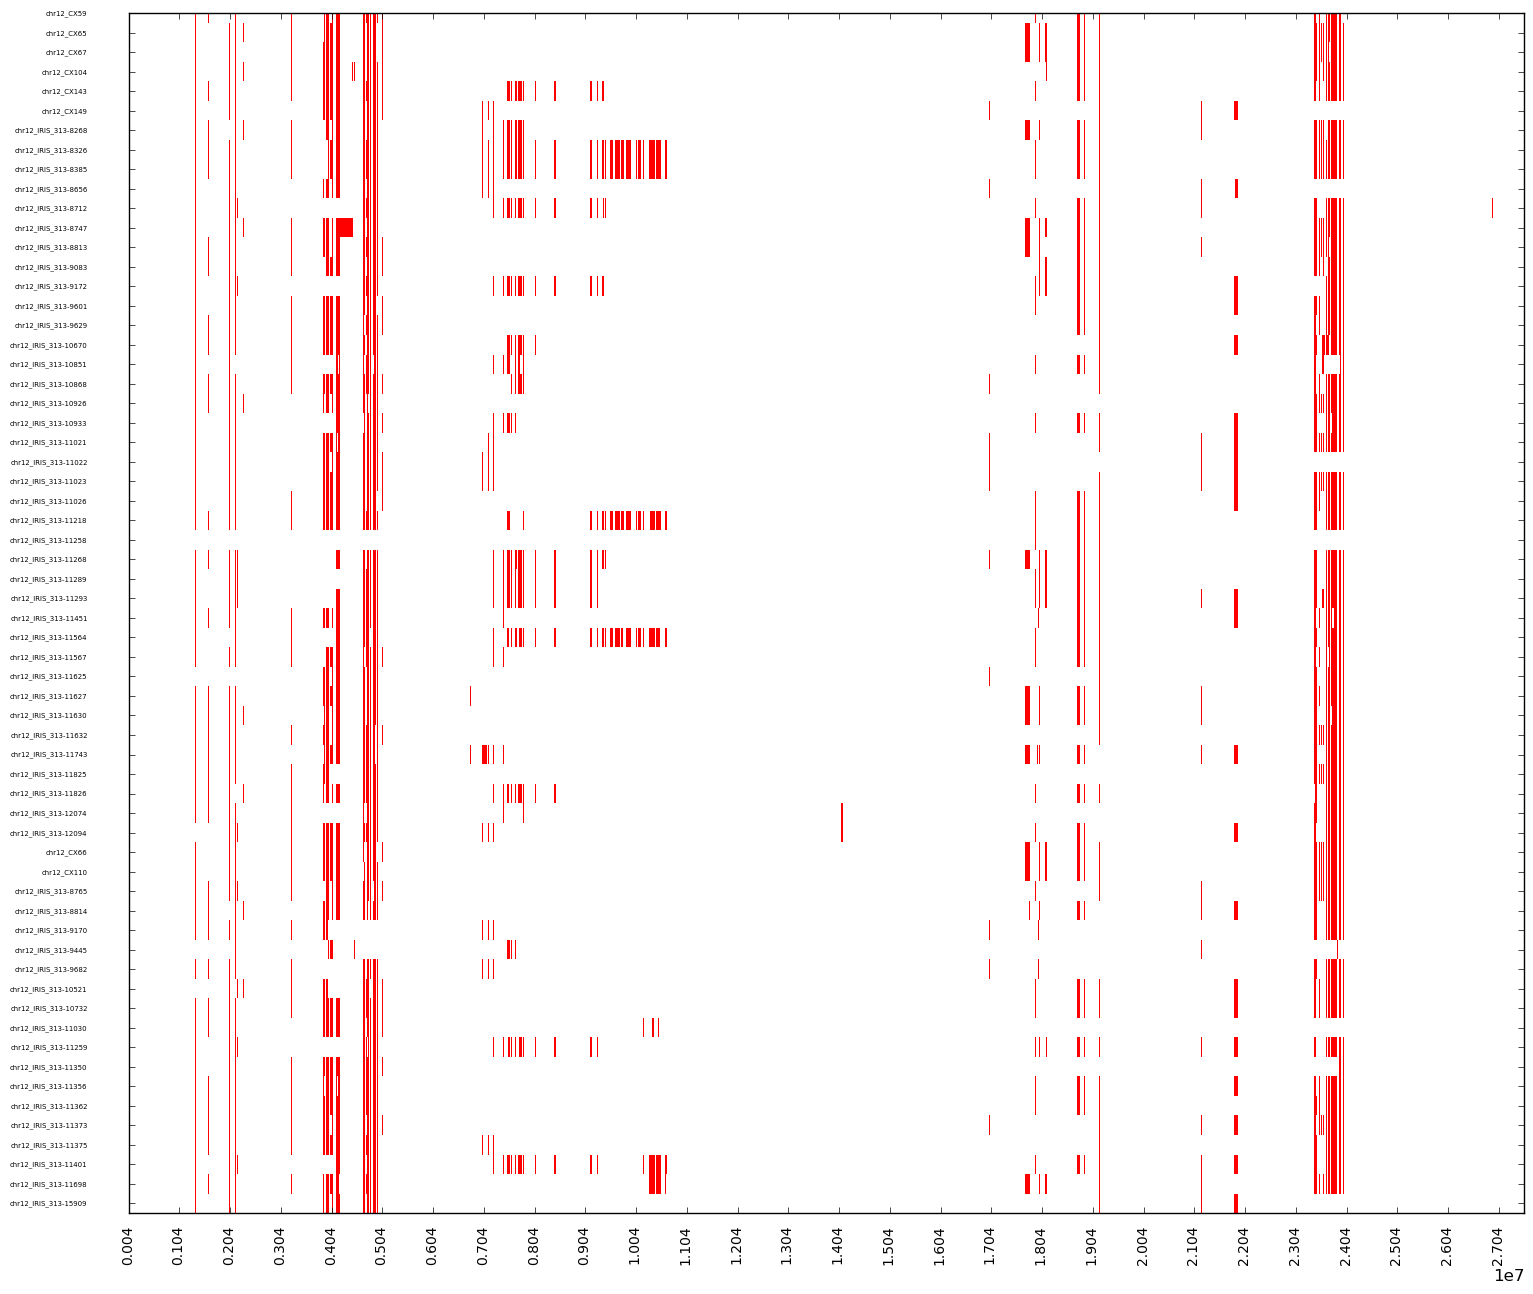 chr12_CX59
chr12_CX65
chr12_CX67
chr12_CX104
chr12_CX143
chr12_CX149
chr12_IRIS_313-8268
chr12_IRIS_313-8326
chr12_IRIS_313-8385
chr12_IRIS_313-8656
chr12_IRIS_313-8712
chr12_IRIS_313-8747
chr12_IRIS_313-8813
chr12_IRIS_313-9083
chr12_IRIS_313-9172
chr12_IRIS_313-9601
chr12_IRIS_313-9629
chr12_IRIS_313-10670
chr12_IRIS_313-10851
chr12_IRIS_313-10868
chr12_IRIS_313-10926
chr12_IRIS_313-10933
chr12_IRIS_313-11021
chr12_IRIS_313-11022
chr12_IRIS_313-11023
chr12_IRIS_313-11026
chr12_IRIS_313-11218
chr12_IRIS_313-11258
chr12_IRIS_313-11268
chr12_IRIS_313-11289
chr12_IRIS_313-11293
chr12_IRIS_313-11451
chr12_IRIS_313-11564
chr12_IRIS_313-11567
chr12_IRIS_313-11625
chr12_IRIS_313-11627
chr12_IRIS_313-11630
chr12_IRIS_313-11632
chr12_IRIS_313-11743
chr12_IRIS_313-11825
chr12_IRIS_313-11826
chr12_IRIS_313-12074
chr12_IRIS_313-12094
chr12_CX66
chr12_CX110
chr12_IRIS_313-8765
chr12_IRIS_313-8814
chr12_IRIS_313-9170
chr12_IRIS_313-9445
chr12_IRIS_313-9682
chr12_IRIS_313-10521
chr12_IRIS_313-10732
chr12_IRIS_313-11030
chr12_IRIS_313-11259
chr12_IRIS_313-11350
chr12_IRIS_313-11356
chr12_IRIS_313-11362
chr12_IRIS_313-11373
chr12_IRIS_313-11375
chr12_IRIS_313-11401
chr12_IRIS_313-11698
chr12_IRIS_313-15909
0.004
0.104
0.204
0.304
0.404
0.504
0.604
0.704
0.804
0.904
1.004
1.104
1.204
1.304
1.404
1.504
1.604
1.704
1.804
1.904
2.004
2.104
2.204
2.304
2.404
2.504
2.604
2.704
1e7